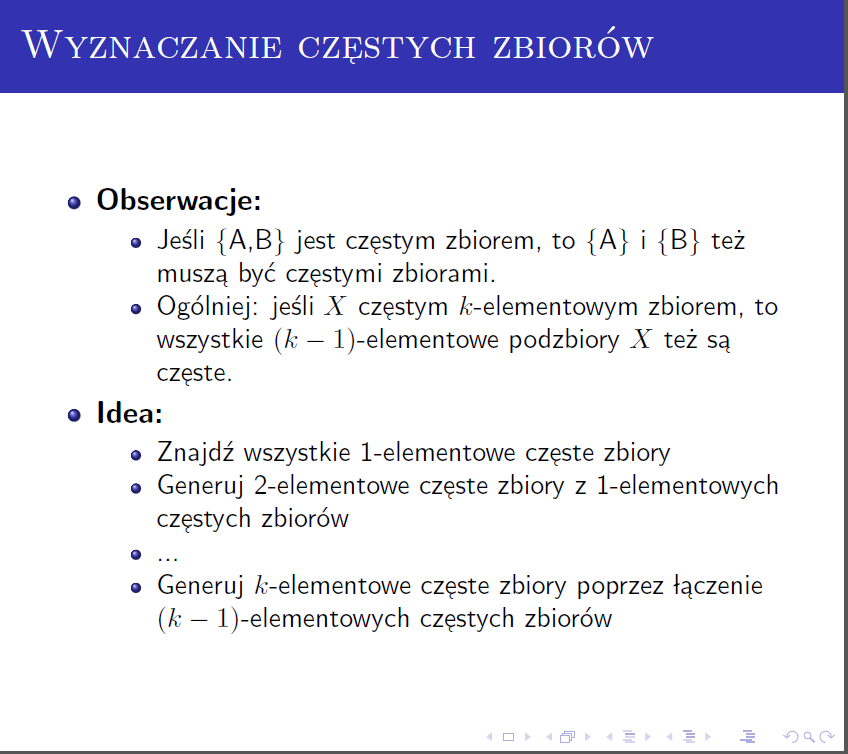 Wyznaczanie częstych zbiorów
Obserwacje:
Jeśli {A,B} jest częstym zbiorem, to {A} i {B} też
muszą być częstymi zbiorami.
Ogólniej: jeśli X częstym k-elementowym zbiorem, to
wszystkie (k − 1)-elementowe podzbiory X też są
częste.
Idea:
Znajdź wszystkie 1-elementowe częste zbiory
Generuj 2-elementowe częste zbiory z 1-elementowych
częstych zbiorów
...
Generuj k-elementowe częste zbiory poprzez łączenie
(k − 1)-elementowych częstych zbiorów